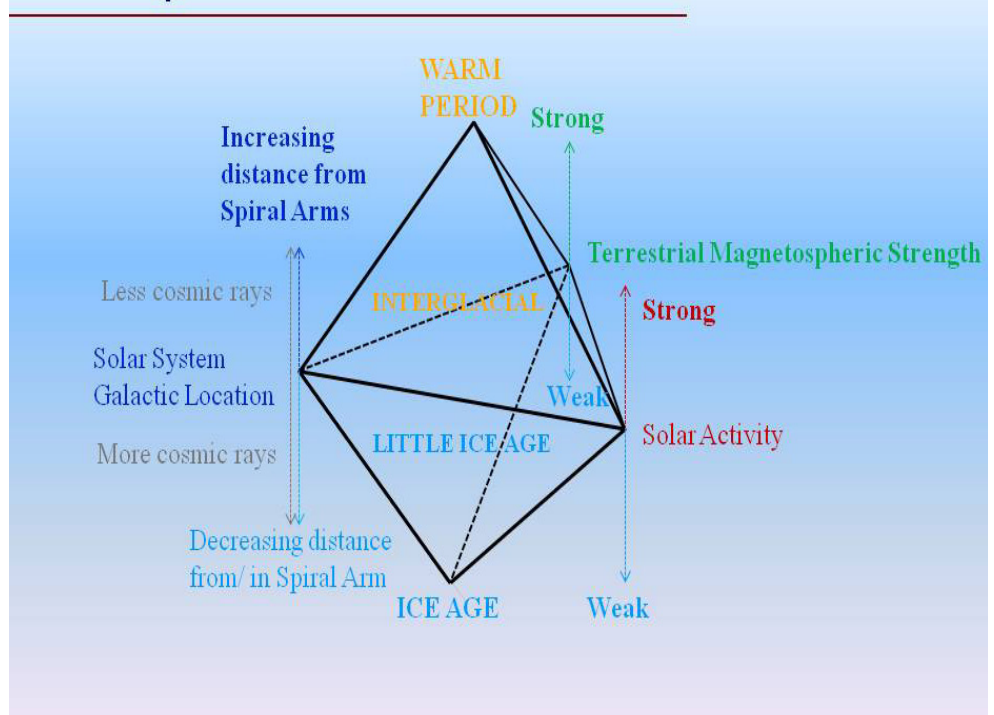 WARM
PERIOD
Strong
Increasing
distance from
Spiral Arms
Terrestrial Magnetospheric Strength
Less cosmic rays
INTERGLACIAL
Strong
Solar System
Galactic Location
Weak
Solar Activity
LITTLE ICE AGE
More cosmic rays
Decreasing distance
from/ in Spiral Arm
ICE AGE
Weak